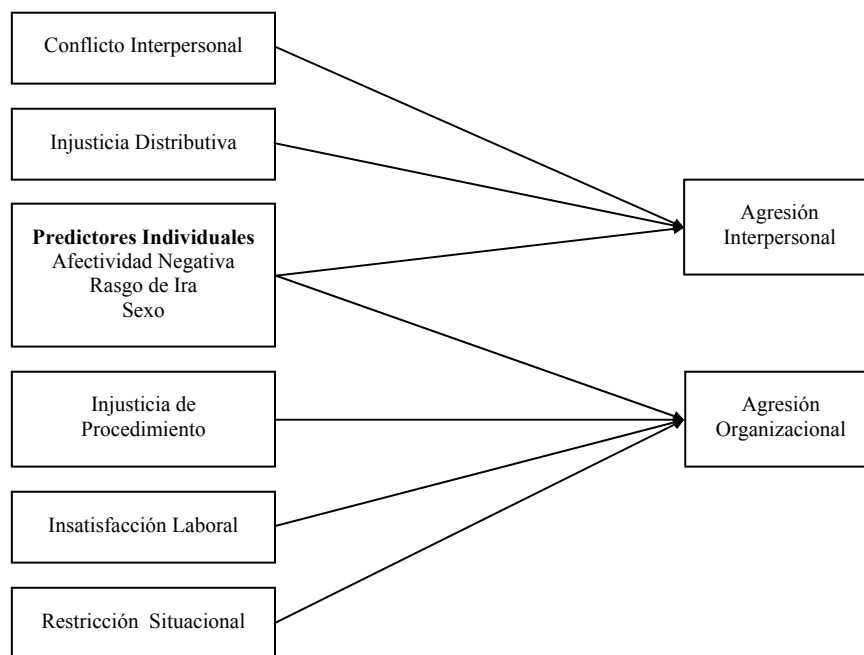 Conflicto Interpersonal
Injusticia Distributiva
Predictores Individuales
Afectividad Negativa
Rasgo de Ira
Sexo
Injusticia de
Procedimiento
Insatisfacción Laboral
Restricción Situacional
Agresión
Interpersonal
Agresión
Organizacional